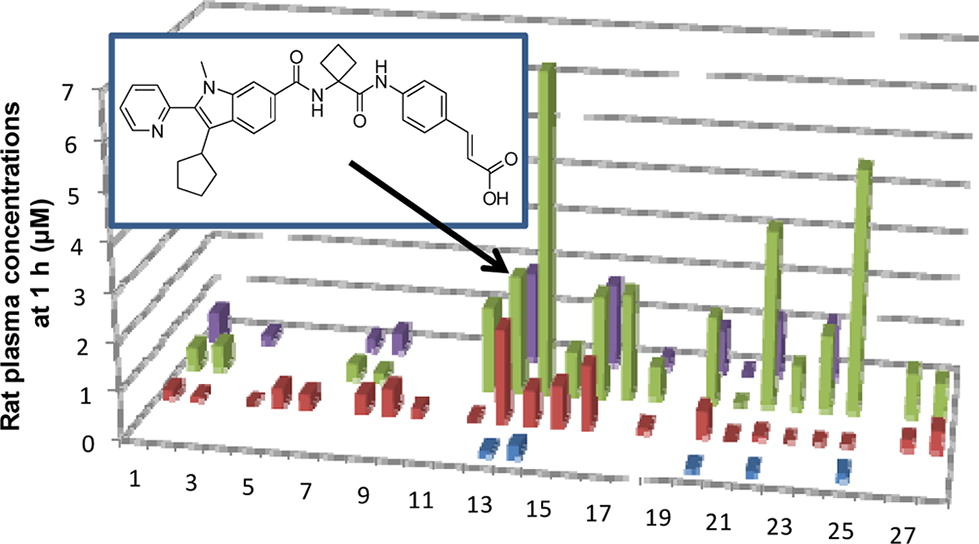 Rat plasma concentrations
at 1 h (μM)
7
6
5
4
3
2
1
0
1 3 5 7 9 11 13 15 17 19 21 23 25 27
N
N
O
N
H
O
H
N
O
OH